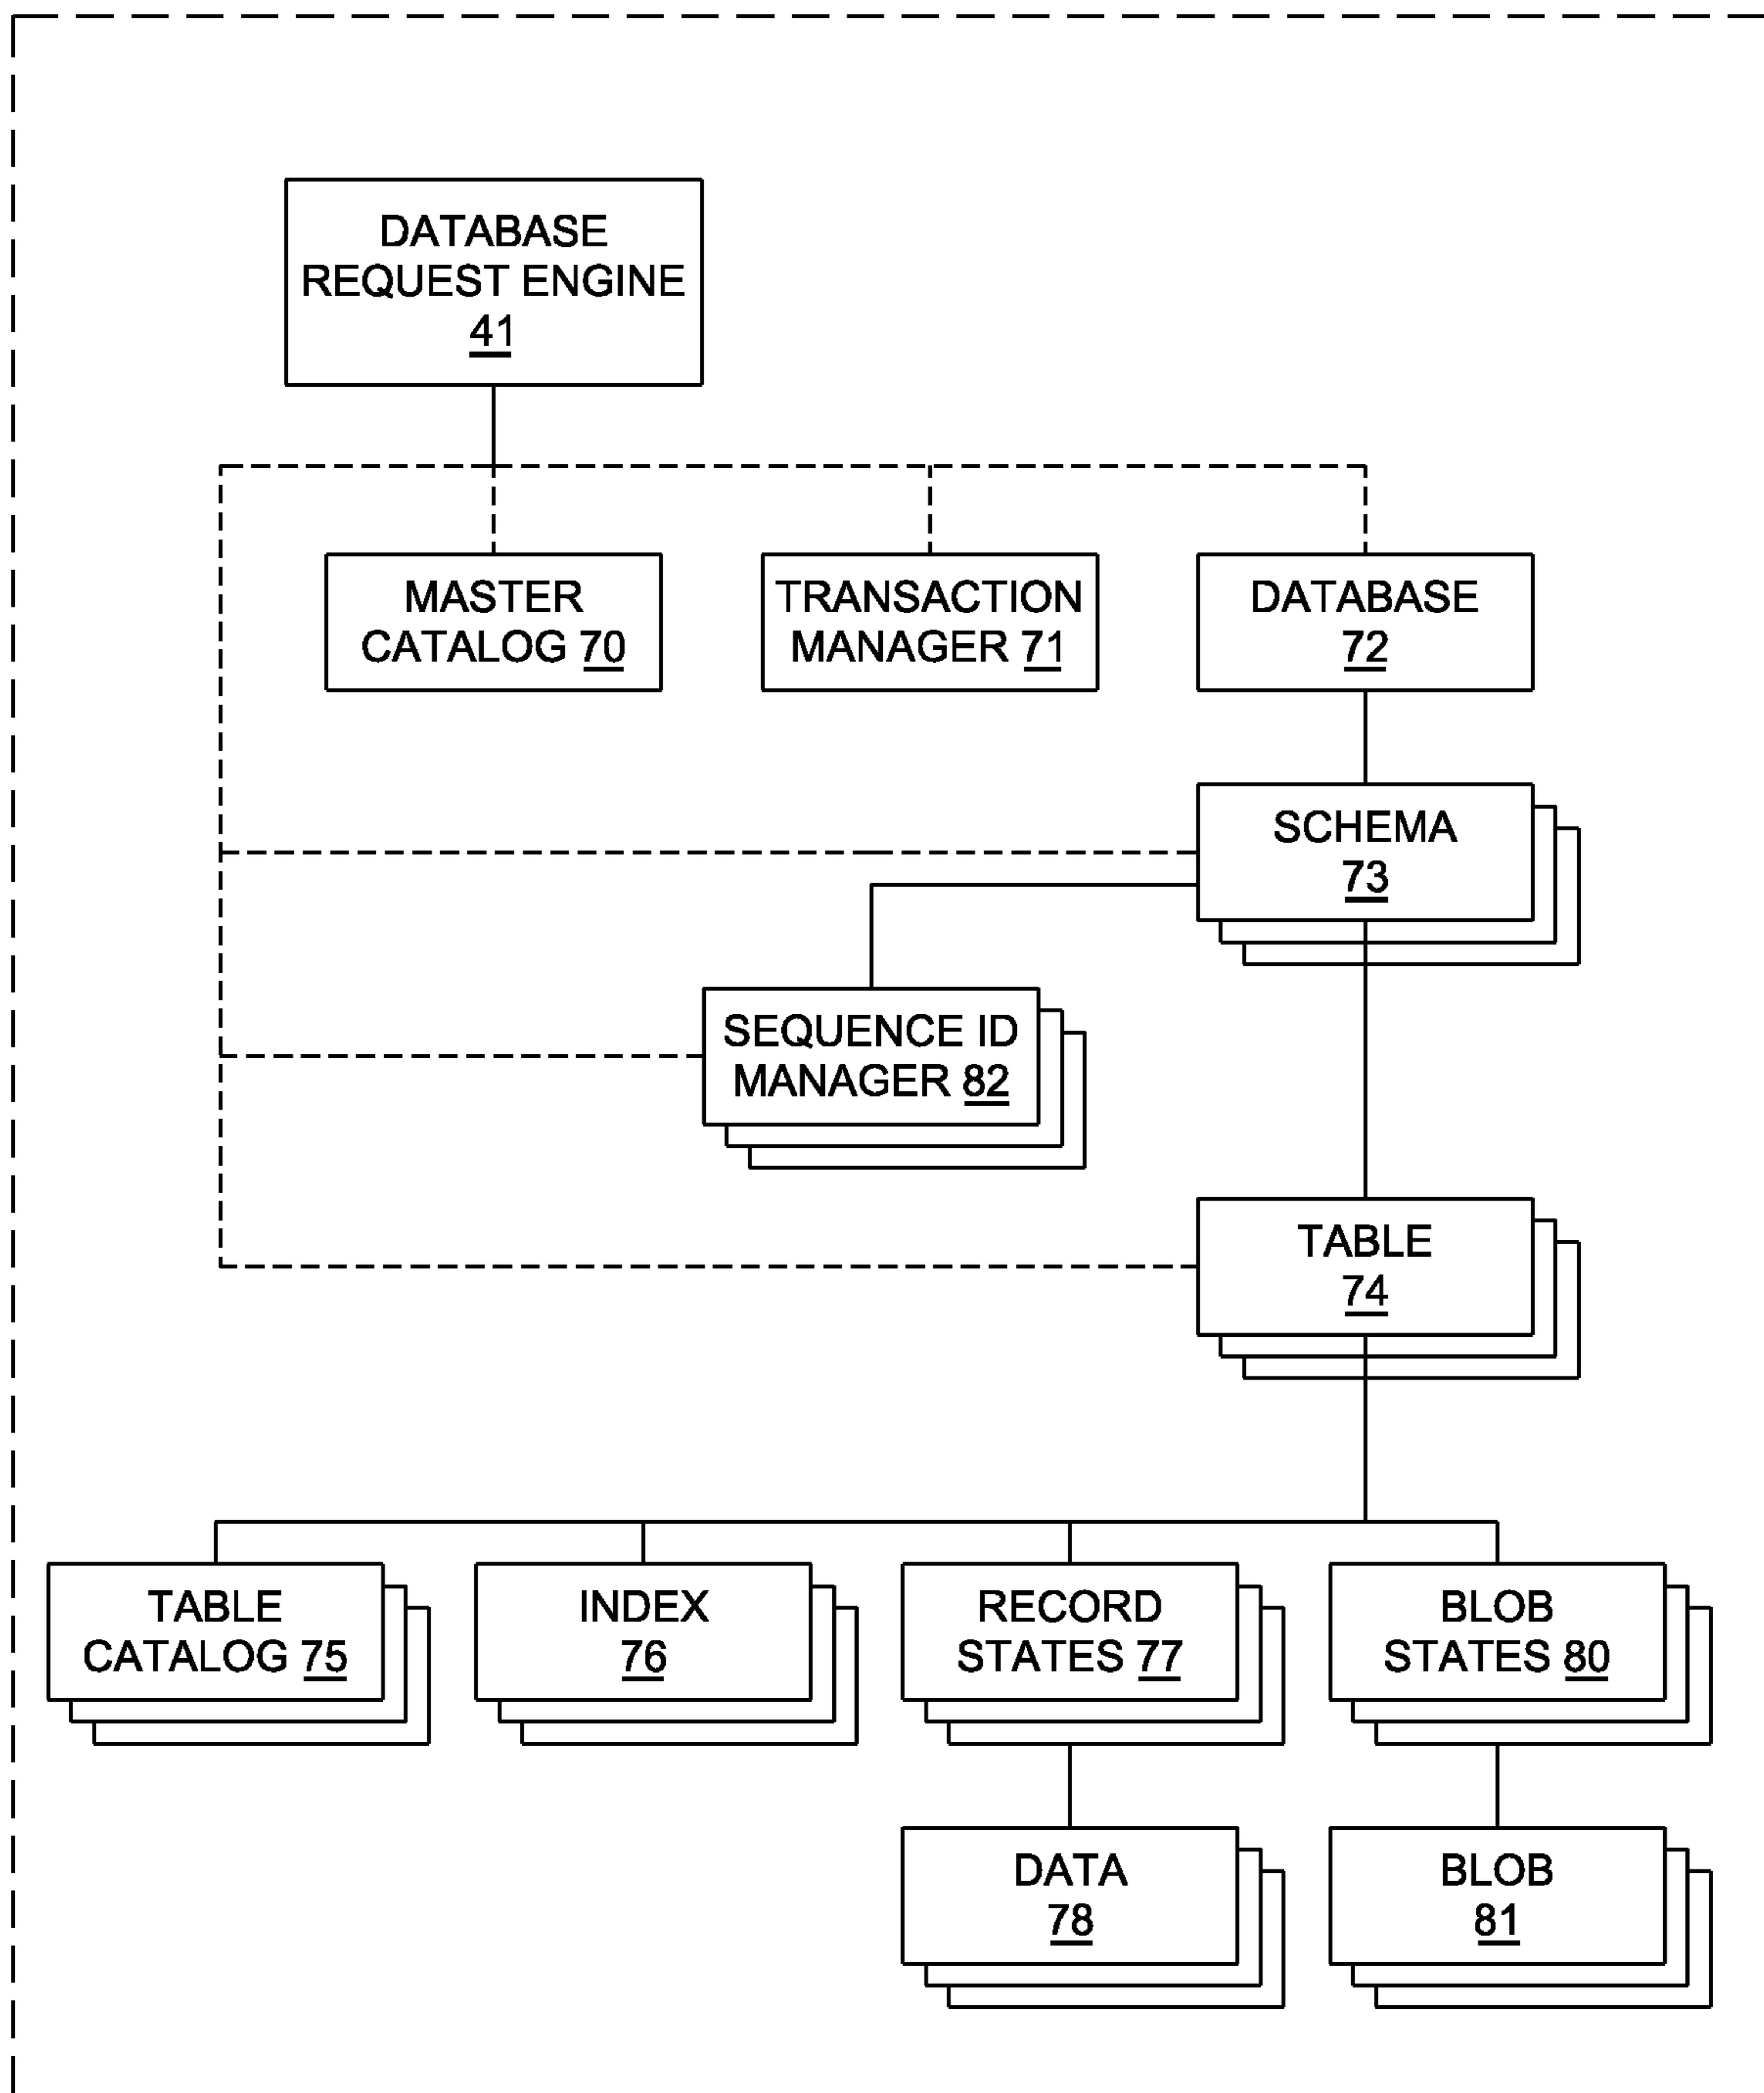 DATABASE
REQUEST ENGINE
41
MASTER
CATALOG 70
TRANSACTION
MANAGER 71
DATABASE
72
SCHEMA
73
SEQUENCE ID
MANAGER 82
TABLE
74
TABLE
CATALOG 75
INDEX
76
RECORD
STATES 77
BLOB
STATES 80
DATA
78
BLOB
81